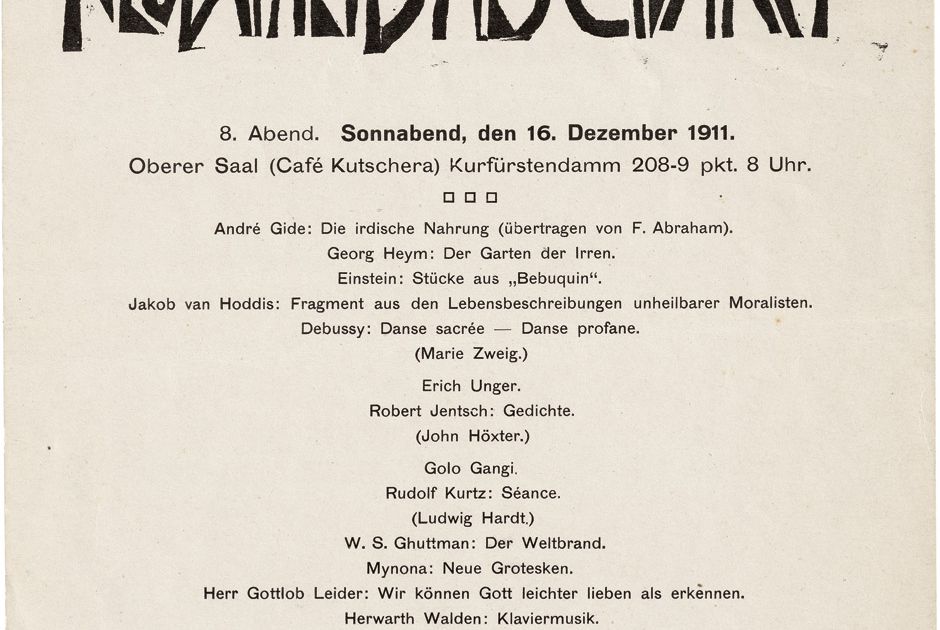 8. Abend. Sonnabend, den 16. Dezember 1911.
Oberer Saal (Café Kutschera) Kurfürstendamm 208-9 pkt. 8 Uhr.
André Gide: Die irdische Nahrung (übertragen von F. Abraham).
Georg Heym: Der Garten der Irren.
Einstein: Stücke aus „Bebuquin“.
Jakob van Hoddis: Fragment aus den Lebensbeschreibungen unheilbarer Moralisten.
Debussy: Danse sacrée — Danse profane.
(Marie Zweig.)
Erich Unger.
Robert Jentsch: Gedichte.
(John Höxter.)
Golo Gangi.
Rudolf Kurtz: Séance.
(Ludwig Hardt.)
W. S. Ghuttman: Der Weltbrand.
Mynona: Neue Grotesken.
Herr Gottlob Leider: Wir können Gott leichter lieben als erkennen.
Herwarth Walden: Klaviermusik.